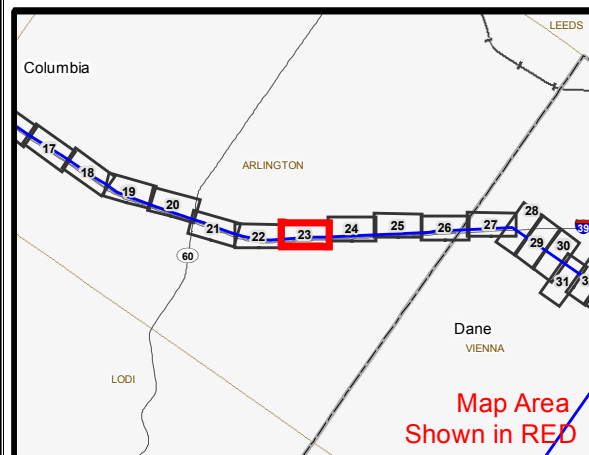 LEEDS
Columbia
17
18
ARLINGTON
19
20
21
22
23
24
25
26
27
28
29
30
31
39
60
Dane
VIENNA
LODI
Map Area
Shown in RED